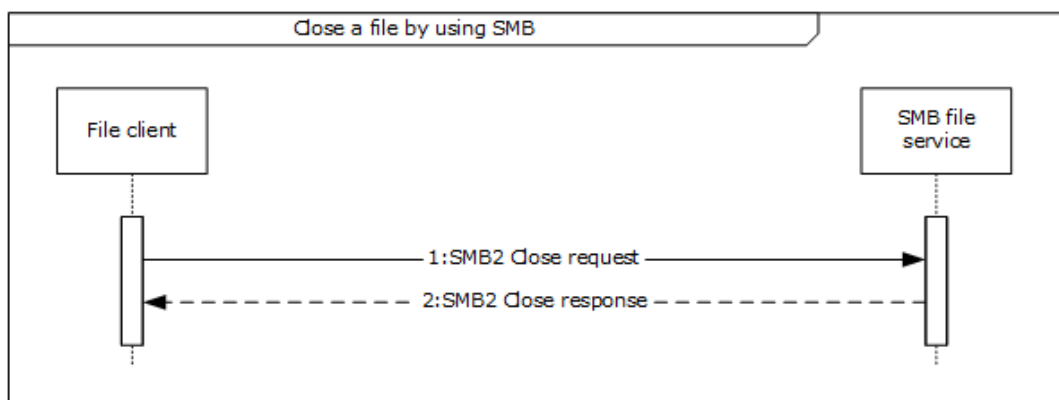 Close a file by using SMB
File client
SMB file
service
1:SMB2 Close request
2:SMB2 Close response